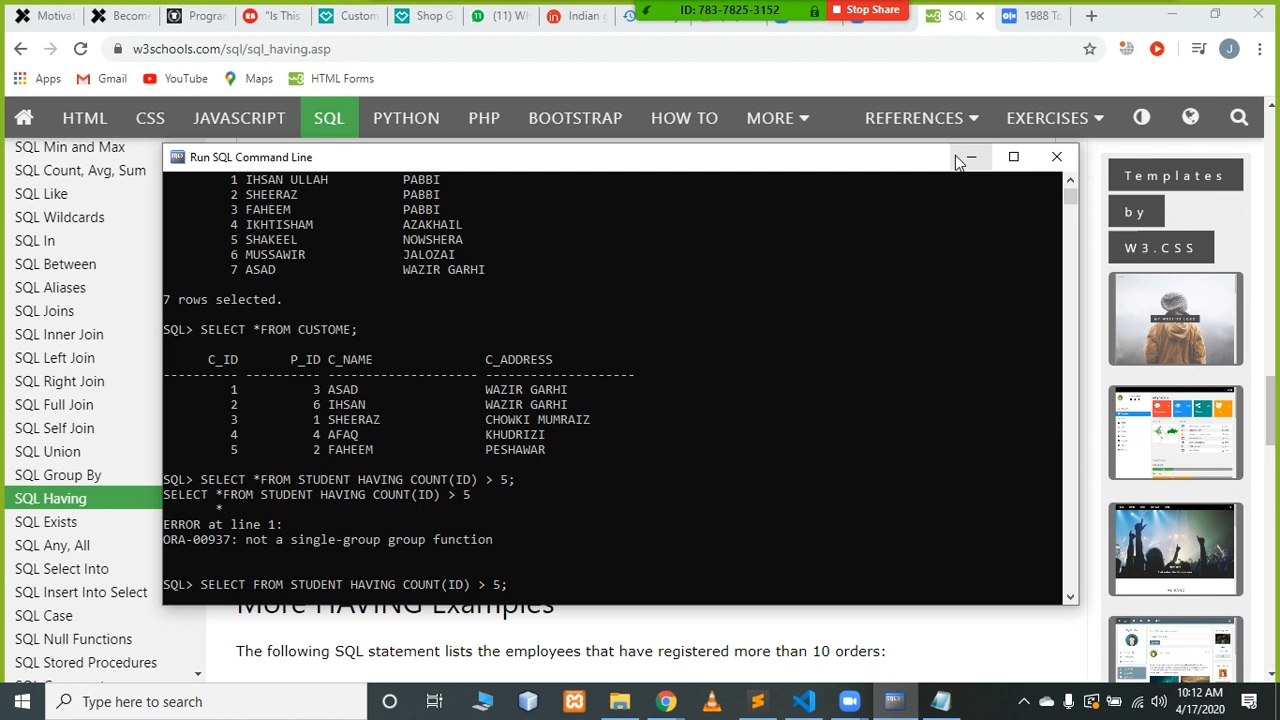 Motivat
Become
Program
"Is This
Custom
Shop G
(11) Wh
Indian g
ID: 783-7825-3152
Stop Share
SQL
1988 To
w3schools.com/sql/sql_having.asp
J
Apps
Gmail
YouTube
Maps
HTML Forms
HTML
CSS
JAVASCRIPT
SQL
PYTHON
PHP
BOOTSTRAP
HOW TO
MORE
REFERENCES
EXERCISES
SQL Min and Max
SQL Count, Avg, Sum
SQL Like
SQL Wildcards
SQL In
SQL Between
SQL Aliases
SQL Joins
SQL Inner Join
SQL Left Join
SQL Right Join
SQL Full Join
SQL Self Join
SQL Union
SQL Group By
SQL Having
SQL Exists
SQL Any, All
SQL Select Into
SQL Insert Into Select
SQL Case
SQL Null Functions
SQL Stored Procedures
Run SQL Command Line
1 IHSAN ULLAH PABBI
2 SHEERAZ PABBI
3 FAHEEM PABBI
4 IKHTISHAM AZAKHAIL
5 SHAKEEL NOWSHERA
6 MUSSAWIR JALOZAI
7 ASAD WAZIR GARHI
7 rows selected.
SQL> SELECT *FROM CUSTOME;
C_ID P_ID C_NAME C_ADDRESS
---------- ---------- -------------------- --------------------
1 3 ASAD WAZIR GARHI
2 6 IHSAN WAZIR GARHI
3 1 SHEERAZ CHOWKI MUMRAIZ
4 4 AFAQ KHUDRIZI
5 2 FAHEEM PESHAWAR
SQL> SELECT *FROM STUDENT HAVING COUNT(ID) > 5;
SELECT *FROM STUDENT HAVING COUNT(ID) > 5
*
ERROR at line 1:
ORA-00937: not a single-group group function
SQL> SELECT FROM STUDENT HAVING COUNT(ID) > 5;
More HAVING Examples
The following SQL statement lists the employees that have registered more than 10 orders:
Templates
by
W3.CSS
Type here to search
10:12 AM
4/17/2020